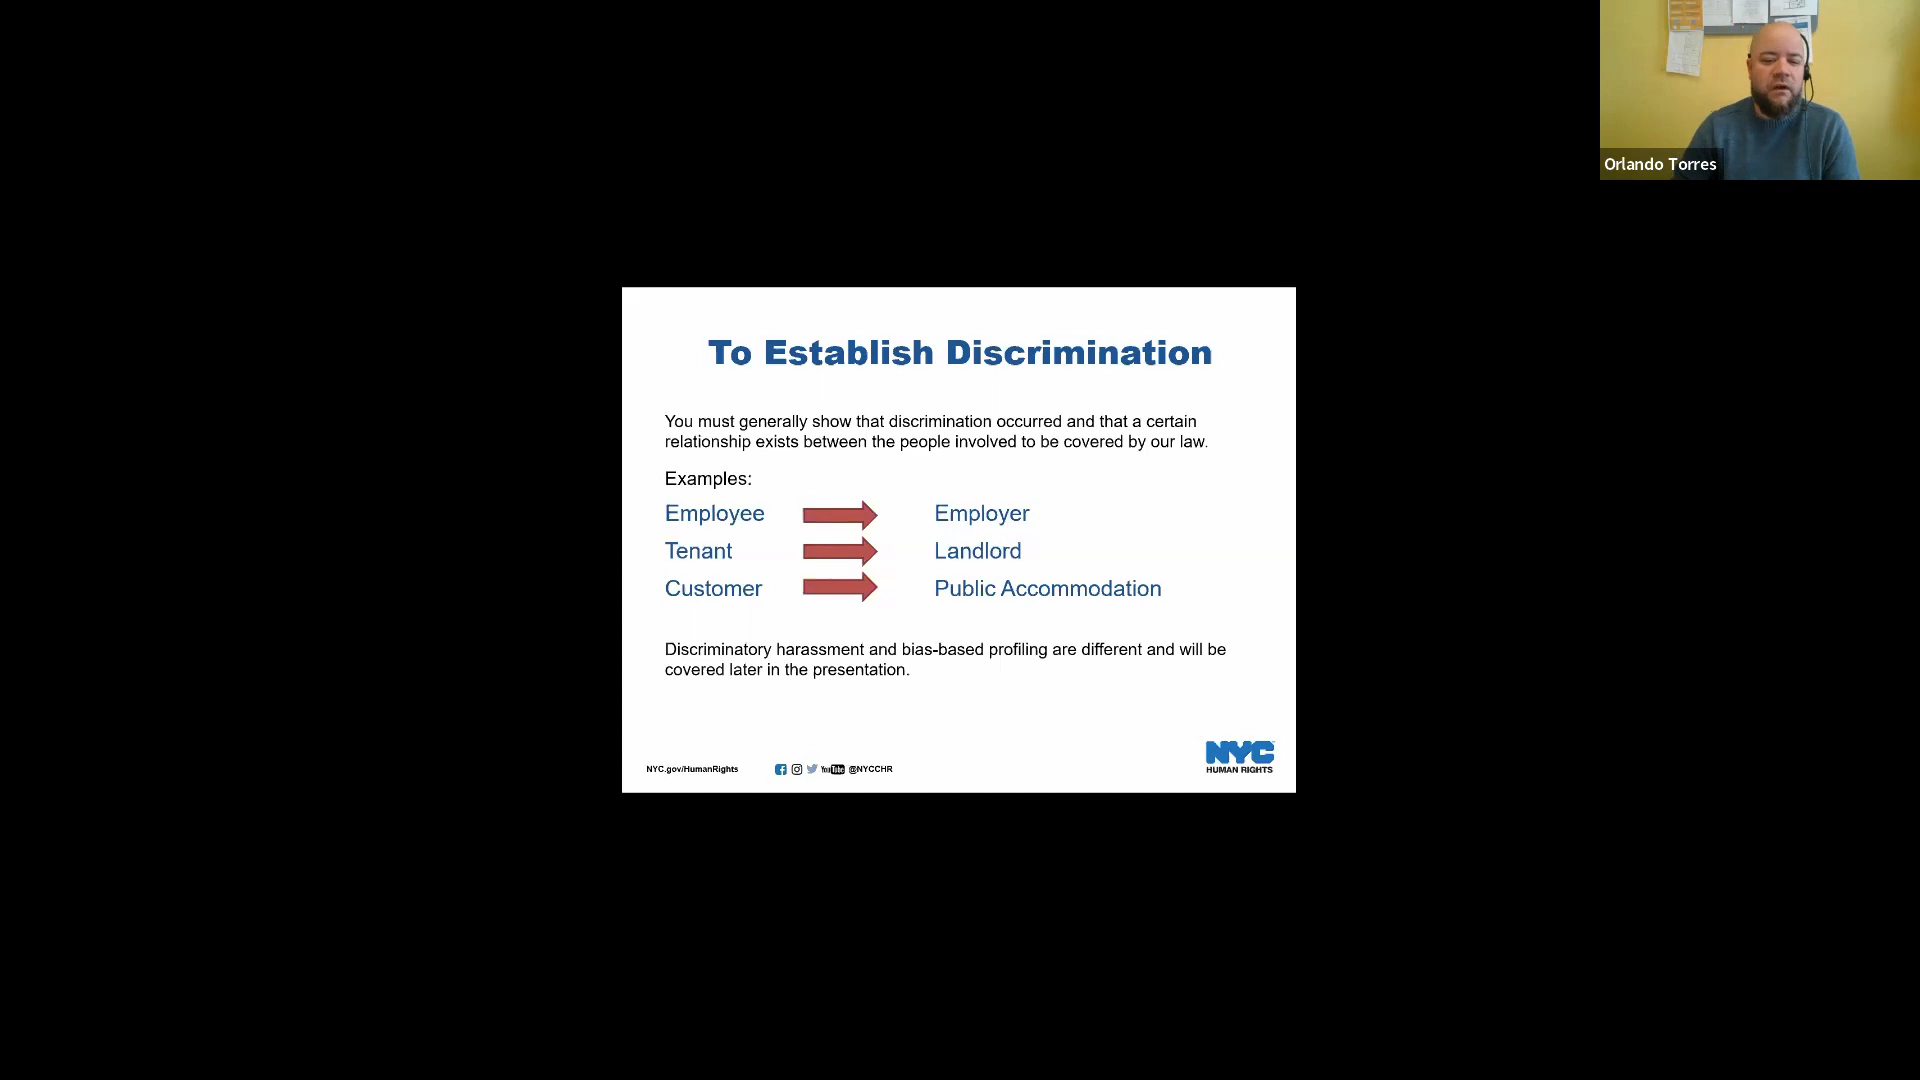 Orlando Torres
To Establish Discrimination
You must generally show that discrimination occurred and that a certain
relationship exists between the people involved to be covered by our law.
Examples:
Employee Employer
Tenant Landlord
Customer Public Accommodation
Discriminatory harassment and bias-based profiling are different and will be
covered later in the presentation.
NYC.gov/HumanRights YouTube @NYCCHR
NYC
HUMAN RIGHTS